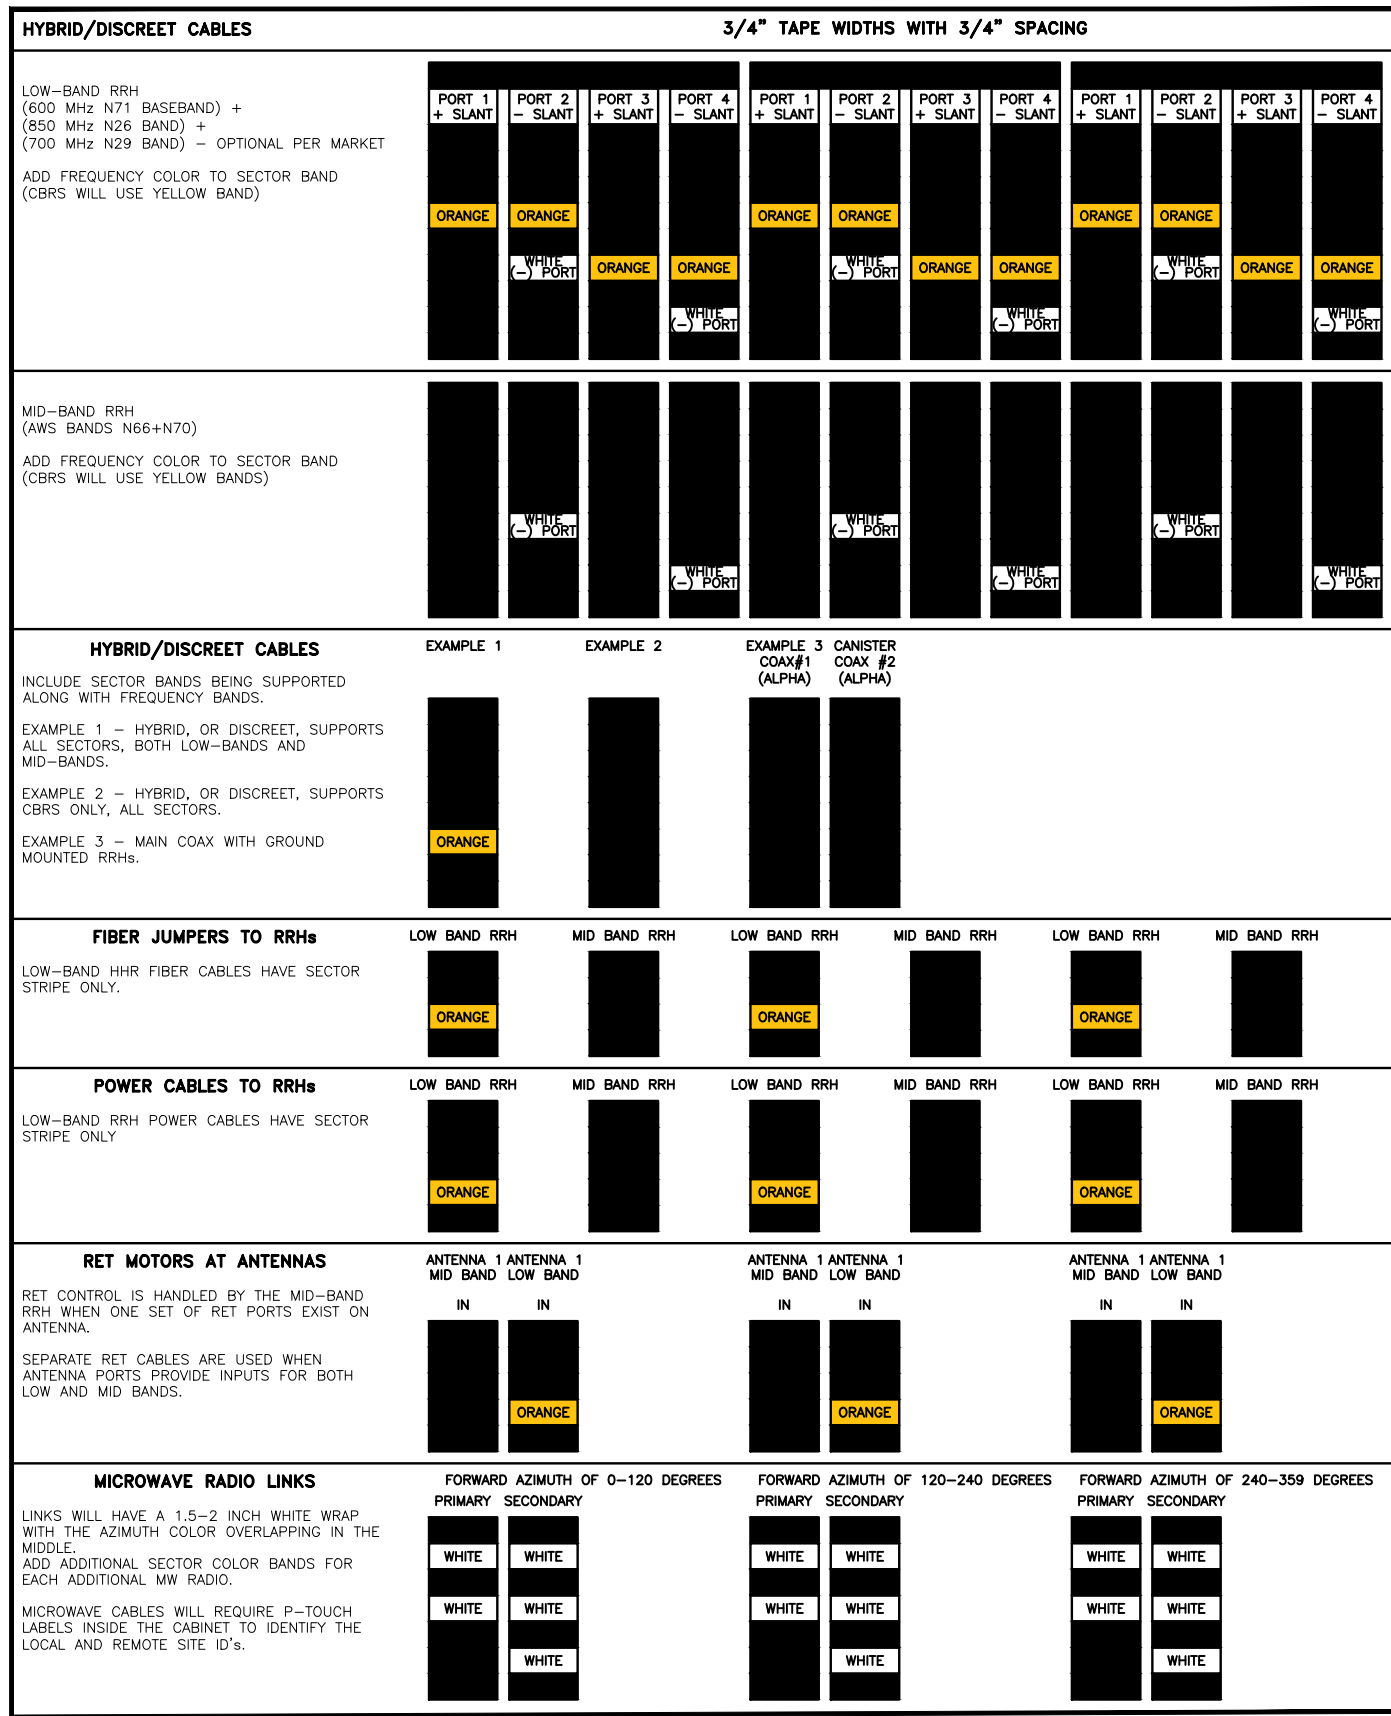 HYBRID/DISCREET CABLES
3/4" TAPE WIDTHS WITH 3/4" SPACING
LOW-BAND RRH
(600 MHz N71 BASEBAND) +
(850 MHz N26 BAND) +
(700 MHz N29 BAND) - OPTIONAL PER MARKET
ADD FREQUENCY COLOR TO SECTOR BAND
(CBRS WILL USE YELLOW BAND)
PORT 1 PORT 2 PORT 3 PORT 4 PORT 1 PORT 2 PORT 3 PORT 4 PORT 1 PORT 2 PORT 3 PORT 4
+ SLANT - SLANT + SLANT - SLANT + SLANT - SLANT + SLANT - SLANT + SLANT - SLANT + SLANT - SLANT
ORANGE ORANGE ORANGE ORANGE ORANGE ORANGE
WHITE WHITE WHITE
(-) PORT ORANGE ORANGE (-) PORT ORANGE ORANGE (-) PORT ORANGE ORANGE
WHITE WHITE WHITE
(-) PORT (-) PORT (-) PORT
MID-BAND RRH
(AWS BANDS N66+N70)
ADD FREQUENCY COLOR TO SECTOR BAND
(CBRS WILL USE YELLOW BANDS)
WHITE WHITE WHITE
(-) PORT (-) PORT (-) PORT
WHITE WHITE WHITE
(-) PORT (-) PORT (-) PORT
HYBRID/DISCREET CABLES
INCLUDE SECTOR BANDS BEING SUPPORTED
ALONG WITH FREQUENCY BANDS.
EXAMPLE 1 - HYBRID, OR DISCREET, SUPPORTS
ALL SECTORS, BOTH LOW-BANDS AND
MID-BANDS.
EXAMPLE 2 - HYBRID, OR DISCREET, SUPPORTS
CBRS ONLY, ALL SECTORS.
EXAMPLE 3 - MAIN COAX WITH GROUND
MOUNTED RRHs.
EXAMPLE 1 EXAMPLE 2 EXAMPLE 3 CANISTER
COAX#1 COAX #2
(ALPHA) (ALPHA)
ORANGE
FIBER JUMPERS TO RRHs
LOW-BAND HHR FIBER CABLES HAVE SECTOR
STRIPE ONLY.
LOW BAND RRH MID BAND RRH LOW BAND RRH MID BAND RRH LOW BAND RRH MID BAND RRH
ORANGE ORANGE ORANGE
POWER CABLES TO RRHs
LOW-BAND RRH POWER CABLES HAVE SECTOR
STRIPE ONLY
LOW BAND RRH MID BAND RRH LOW BAND RRH MID BAND RRH LOW BAND RRH MID BAND RRH
ORANGE ORANGE ORANGE
RET MOTORS AT ANTENNAS
RET CONTROL IS HANDLED BY THE MID-BAND
RRH WHEN ONE SET OF RET PORTS EXIST ON
ANTENNA.
SEPARATE RET CABLES ARE USED WHEN
ANTENNA PORTS PROVIDE INPUTS FOR BOTH
LOW AND MID BANDS.
ANTENNA 1 ANTENNA 1 ANTENNA 1 ANTENNA 1 ANTENNA 1 ANTENNA 1
MID BAND LOW BAND MID BAND LOW BAND MID BAND LOW BAND
IN IN IN IN IN IN
ORANGE ORANGE ORANGE
MICROWAVE RADIO LINKS
LINKS WILL HAVE A 1.5-2 INCH WHITE WRAP
WITH THE AZIMUTH COLOR OVERLAPPING IN THE
MIDDLE.
ADD ADDITIONAL SECTOR COLOR BANDS FOR
EACH ADDITIONAL MW RADIO.
MICROWAVE CABLES WILL REQUIRE P-TOUCH
LABELS INSIDE THE CABINET TO IDENTIFY THE
LOCAL AND REMOTE SITE ID's.
FORWARD AZIMUTH OF 0-120 DEGREES FORWARD AZIMUTH OF 120-240 DEGREES FORWARD AZIMUTH OF 240-359 DEGREES
PRIMARY SECONDARY PRIMARY SECONDARY PRIMARY SECONDARY
WHITE WHITE WHITE WHITE WHITE WHITE
WHITE WHITE WHITE WHITE WHITE WHITE
WHITE WHITE WHITE